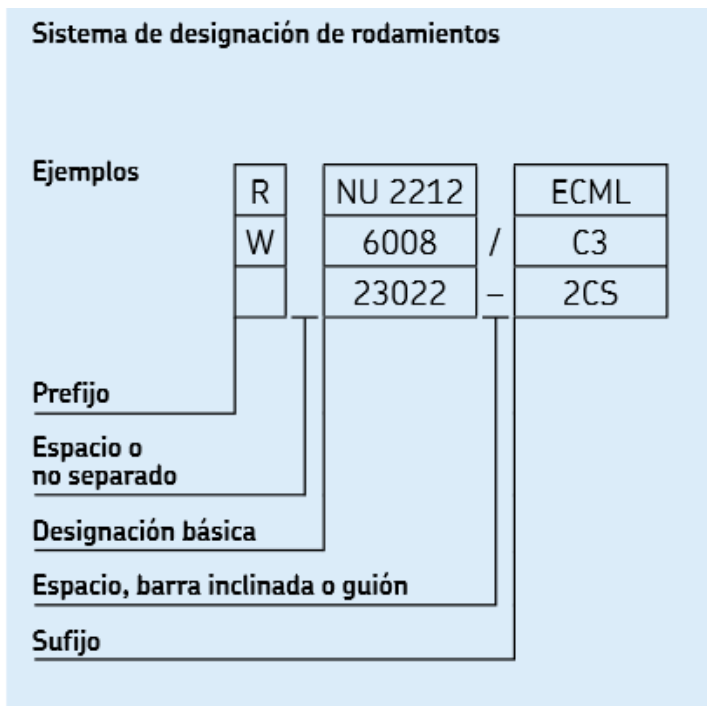 Sistema de designación de rodamientos
Ejemplos
R NU 2212 ECML
W 6008 / C3
23022 – 2CS
Prefijo
Espacio o
no separado
Designación básica
Espacio, barra inclinada o guión
Sufijo